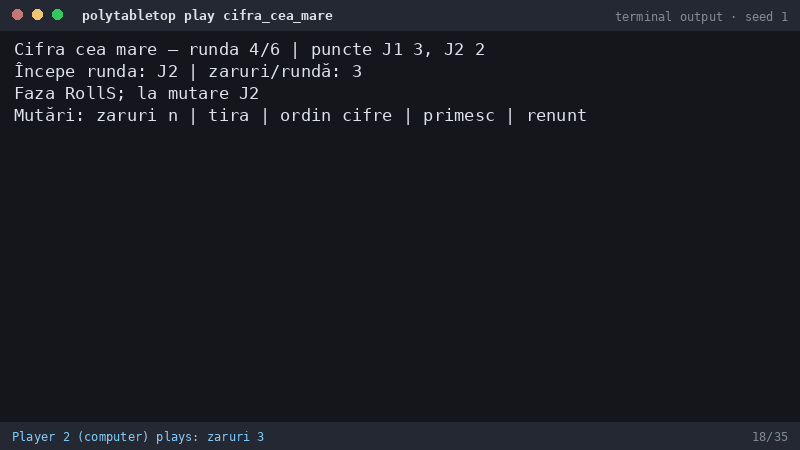 polytabletop play cifra_cea_mare
terminal output · seed 1
Cifra cea mare — runda 4/6 | puncte J1 3, J2 2
Începe runda: J2 | zaruri/rundă: 3
Faza RollS; la mutare J2
Mutări: zaruri n | tira | ordin cifre | primesc | renunt
Player 2 (computer) plays: zaruri 3
18/35